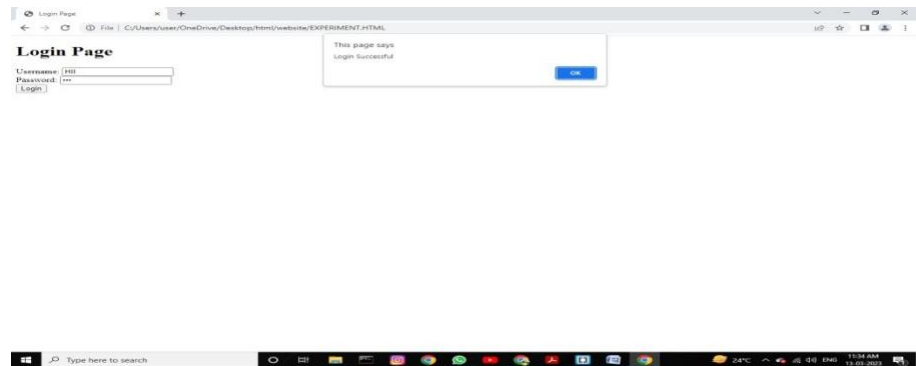 Login Page
File | C:/Users/user/OneDrive/Desktop/html/website/EXPERIMENT.HTML
Login Page
This page says
Login Successful
OK
Username:
Password: •••
Login
Type here to search
24°C
ENG
11:34 AM
13-03-2023